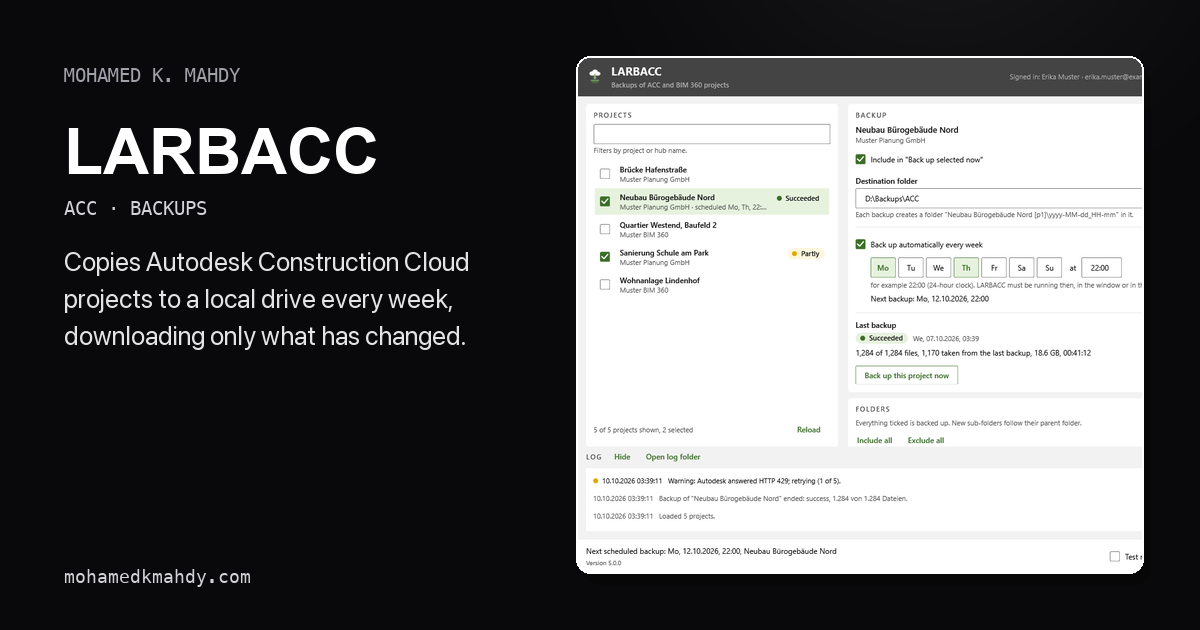 MOHAMED K. MAHDY
LARBACC
ACC · BACKUPS
Copies Autodesk Construction Cloud
projects to a local drive every week,
downloading only what has changed.
mohamedkmahdy.com
LARBACC
Backups of ACC and BIM 360 projects
Signed in: Erika Muster · erika.muster@exam
PROJECTS
Filters by project or hub name.
Brücke Hafenstraße
Muster Planung GmbH
Neubau Bürogebäude Nord
Muster Planung GmbH · scheduled Mo, Th, 22:...
Succeeded
Quartier Westend, Baufeld 2
Muster BIM 360
Sanierung Schule am Park
Muster Planung GmbH
Partly
Wohnanlage Lindenhof
Muster BIM 360
5 of 5 projects shown, 2 selected
Reload
BACKUP
Neubau Bürogebäude Nord
Muster Planung GmbH
Include in "Back up selected now"
Destination folder
D:\Backups\ACC
Each backup creates a folder "Neubau Bürogebäude Nord [p1]\yyyy-MM-dd_HH-mm" in it.
Back up automatically every week
Mo Tu We Th Fr Sa Su at 22:00
for example 22:00 (24-hour clock). LARBACC must be running then, in the window or in t
Next backup: Mo, 12.10.2026, 22:00
Last backup
Succeeded We, 07.10.2026, 03:39
1,284 of 1,284 files, 1,170 taken from the last backup, 18.6 GB, 00:41:12
Back up this project now
FOLDERS
Everything ticked is backed up. New sub-folders follow their parent folder.
Include all Exclude all
LOG Hide Open log folder
10.10.2026 03:39:11 Warning: Autodesk answered HTTP 429; retrying (1 of 5).
10.10.2026 03:39:11 Backup of "Neubau Bürogebäude Nord" ended: success, 1.284 von 1.284 Dateien.
10.10.2026 03:39:11 Loaded 5 projects.
Next scheduled backup: Mo, 12.10.2026, 22:00, Neubau Bürogebäude Nord
Version 5.0.0
Test